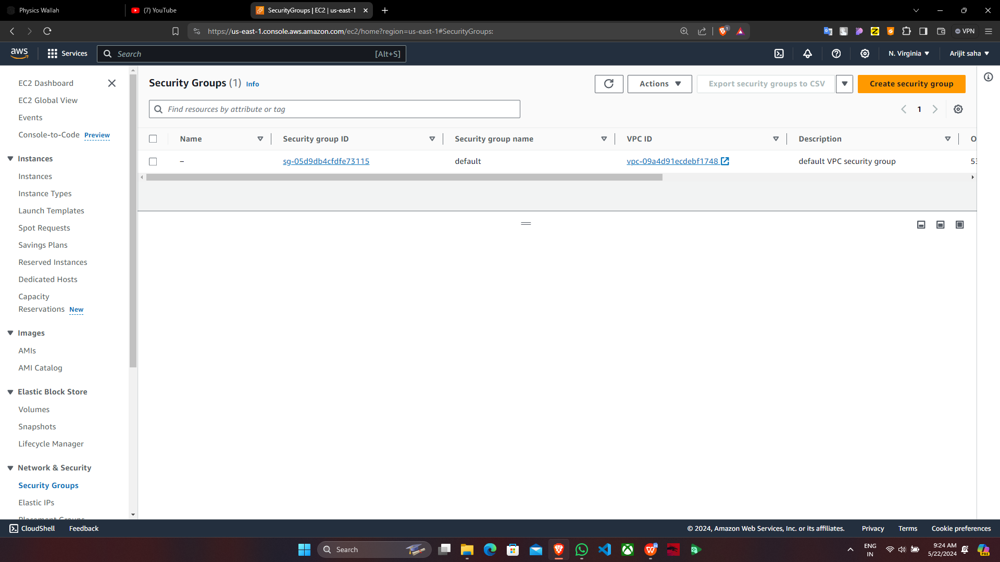 Physics Wallah
(7) YouTube
SecurityGroups | EC2 | us-east-1
https://us-east-1.console.aws.amazon.com/ec2/home?region=us-east-1#SecurityGroups:
1
VPN
aws
Services
Search
[Alt+S]
N. Virginia
Arijit saha
EC2 Dashboard
EC2 Global View
Events
Console-to-Code Preview
Instances
Instances
Instance Types
Launch Templates
Spot Requests
Savings Plans
Reserved Instances
Dedicated Hosts
Capacity
Reservations New
Images
AMIs
AMI Catalog
Elastic Block Store
Volumes
Snapshots
Lifecycle Manager
Network & Security
Security Groups
Elastic IPs
Placement Groups
Security Groups (1) Info
Actions
Export security groups to CSV
Create security group
Find resources by attribute or tag
1
Name
Security group ID
Security group name
VPC ID
Description
O
–
sg-05d9db4cfdfe73115
default
vpc-09a4d91ecdebf1748
default VPC security group
53
CloudShell
Feedback
© 2024, Amazon Web Services, Inc. or its affiliates.
Privacy
Terms
Cookie preferences
Search
ENG
IN
9:24 AM
5/22/2024
PRE